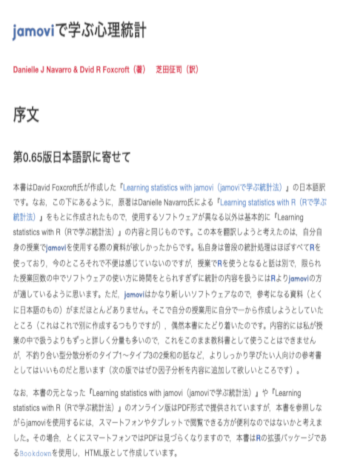 jamoviで学ぶ心理統計
Danielle J Navarro & Dvid R Foxcroft（著） 芝田征司（訳）
序文
第0.65版日本語訳に寄せて
本書はDavid Foxcroft氏が作成した『Learning statistics with jamovi（jamoviで学ぶ統計法）』の日本語訳
です。なお、この下にあるように、原著はDanielle Navarro氏による『Learning statistics with R（Rで学ぶ
統計法）』をもとに作成されたもので、使用するソフトウェアが異なる以外は基本的に『Learning
statistics with R（Rで学ぶ統計法）』の内容と同じものです。この本を翻訳しようと考えたのは、自分自
身の授業でjamoviを使用する際の資料が欲しかったからです。私自身は普段の統計処理はほぼすべてRを
使っており、今のところそれで不便は感じていないのですが、授業でRを使うとなると話は別で、限られ
た授業回数の中でソフトウェアの使い方に時間をとられすぎずに統計の内容を扱うにはRよりjamoviの方
が適しているように思います。ただ、jamoviはかなり新しいソフトウェアなので、参考になる資料（とく
に日本語のもの）がまだほとんどありません。そこで自分の授業用に自分で一から作成しようとしていた
ところ（これはこれで別に作成するつもりですが）、偶然本書にたどり着いたのです。内容的には私が授
業の中で扱うよりもずっと詳しく分量も多いので、これをこのまま教科書として使うことはできません
が、不釣り合い型分散分析のタイプ1〜タイプ3の2乗和の話など、よりしっかり学びたい人向けの参考書
としてはいいものだと思います（次の版ではぜひ因子分析を内容に追加して欲しいところです）。
なお、本書の元となった『Learning statistics with jamovi（jamoviで学ぶ統計法）』や『Learning
statistics with R（Rで学ぶ統計法）』のオンライン版はPDF形式で提供されていますが、本書を参照しな
がらjamoviを使用するには、スマートフォンやタブレットで閲覧できる方が便利なのではないかと考えま
した。その場合、とくにスマートフォンではPDFは見づらくなりますので、本書はRの拡張パッケージであ
るbookdownを使用し、HTML版として作成しています。